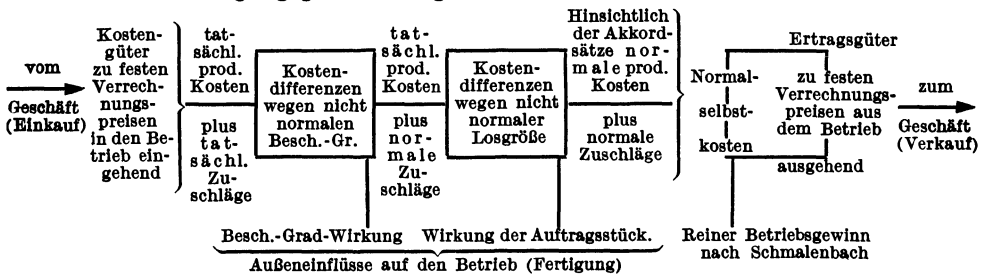 vom
Geschäft
(Einkauf)
Kosten-
güter
zu festen
Verrech-
nungs-
preisen
in den Be-
trieb ein-
gehend
tat-
sächl.
prod.
Kosten
plus
tat-
sächl.
Zu-
schläge
Kosten-
differenzen
wegen nicht
normalen
Besch.-Gr.
tat-
sächl.
prod.
Kosten
plus
nor-
male
Zu-
schläge
Kosten-
differenzen
wegen nicht
normaler
Losgröße
Hinsichtlich
der Akkord-
sätze nor-
male prod.
Kosten
plus
normale
Zuschläge
Normal-
selbst-
kosten
Ertragsgüter
zu festen
Verrechnungs-
preisen aus
dem Betrieb
ausgehend
zum
Geschäft
(Verkauf)
Besch.-Grad-Wirkung
Wirkung der Auftragsstück.
Außeneinflüsse auf den Betrieb (Fertigung)
Reiner Betriebsgewinn
nach Schmalenbach